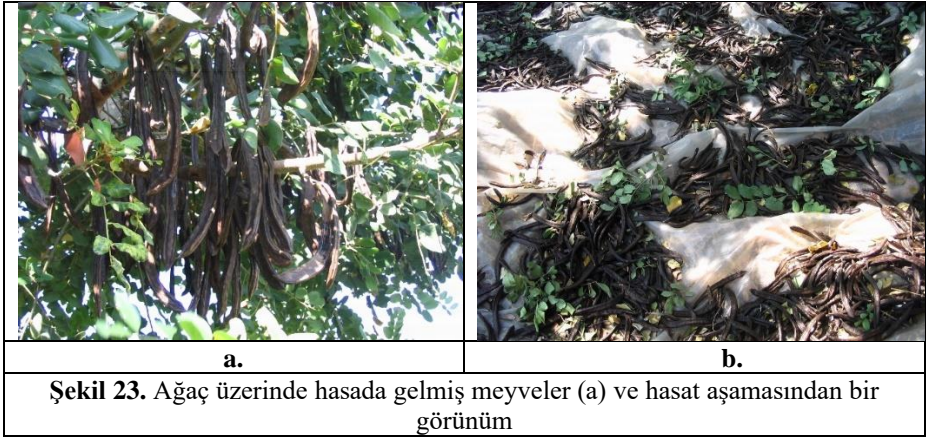 a.
b.
Şekil 23. Ağaç üzerinde hasada gelmiş meyveler (a) ve hasat aşamasından bir
görünüm